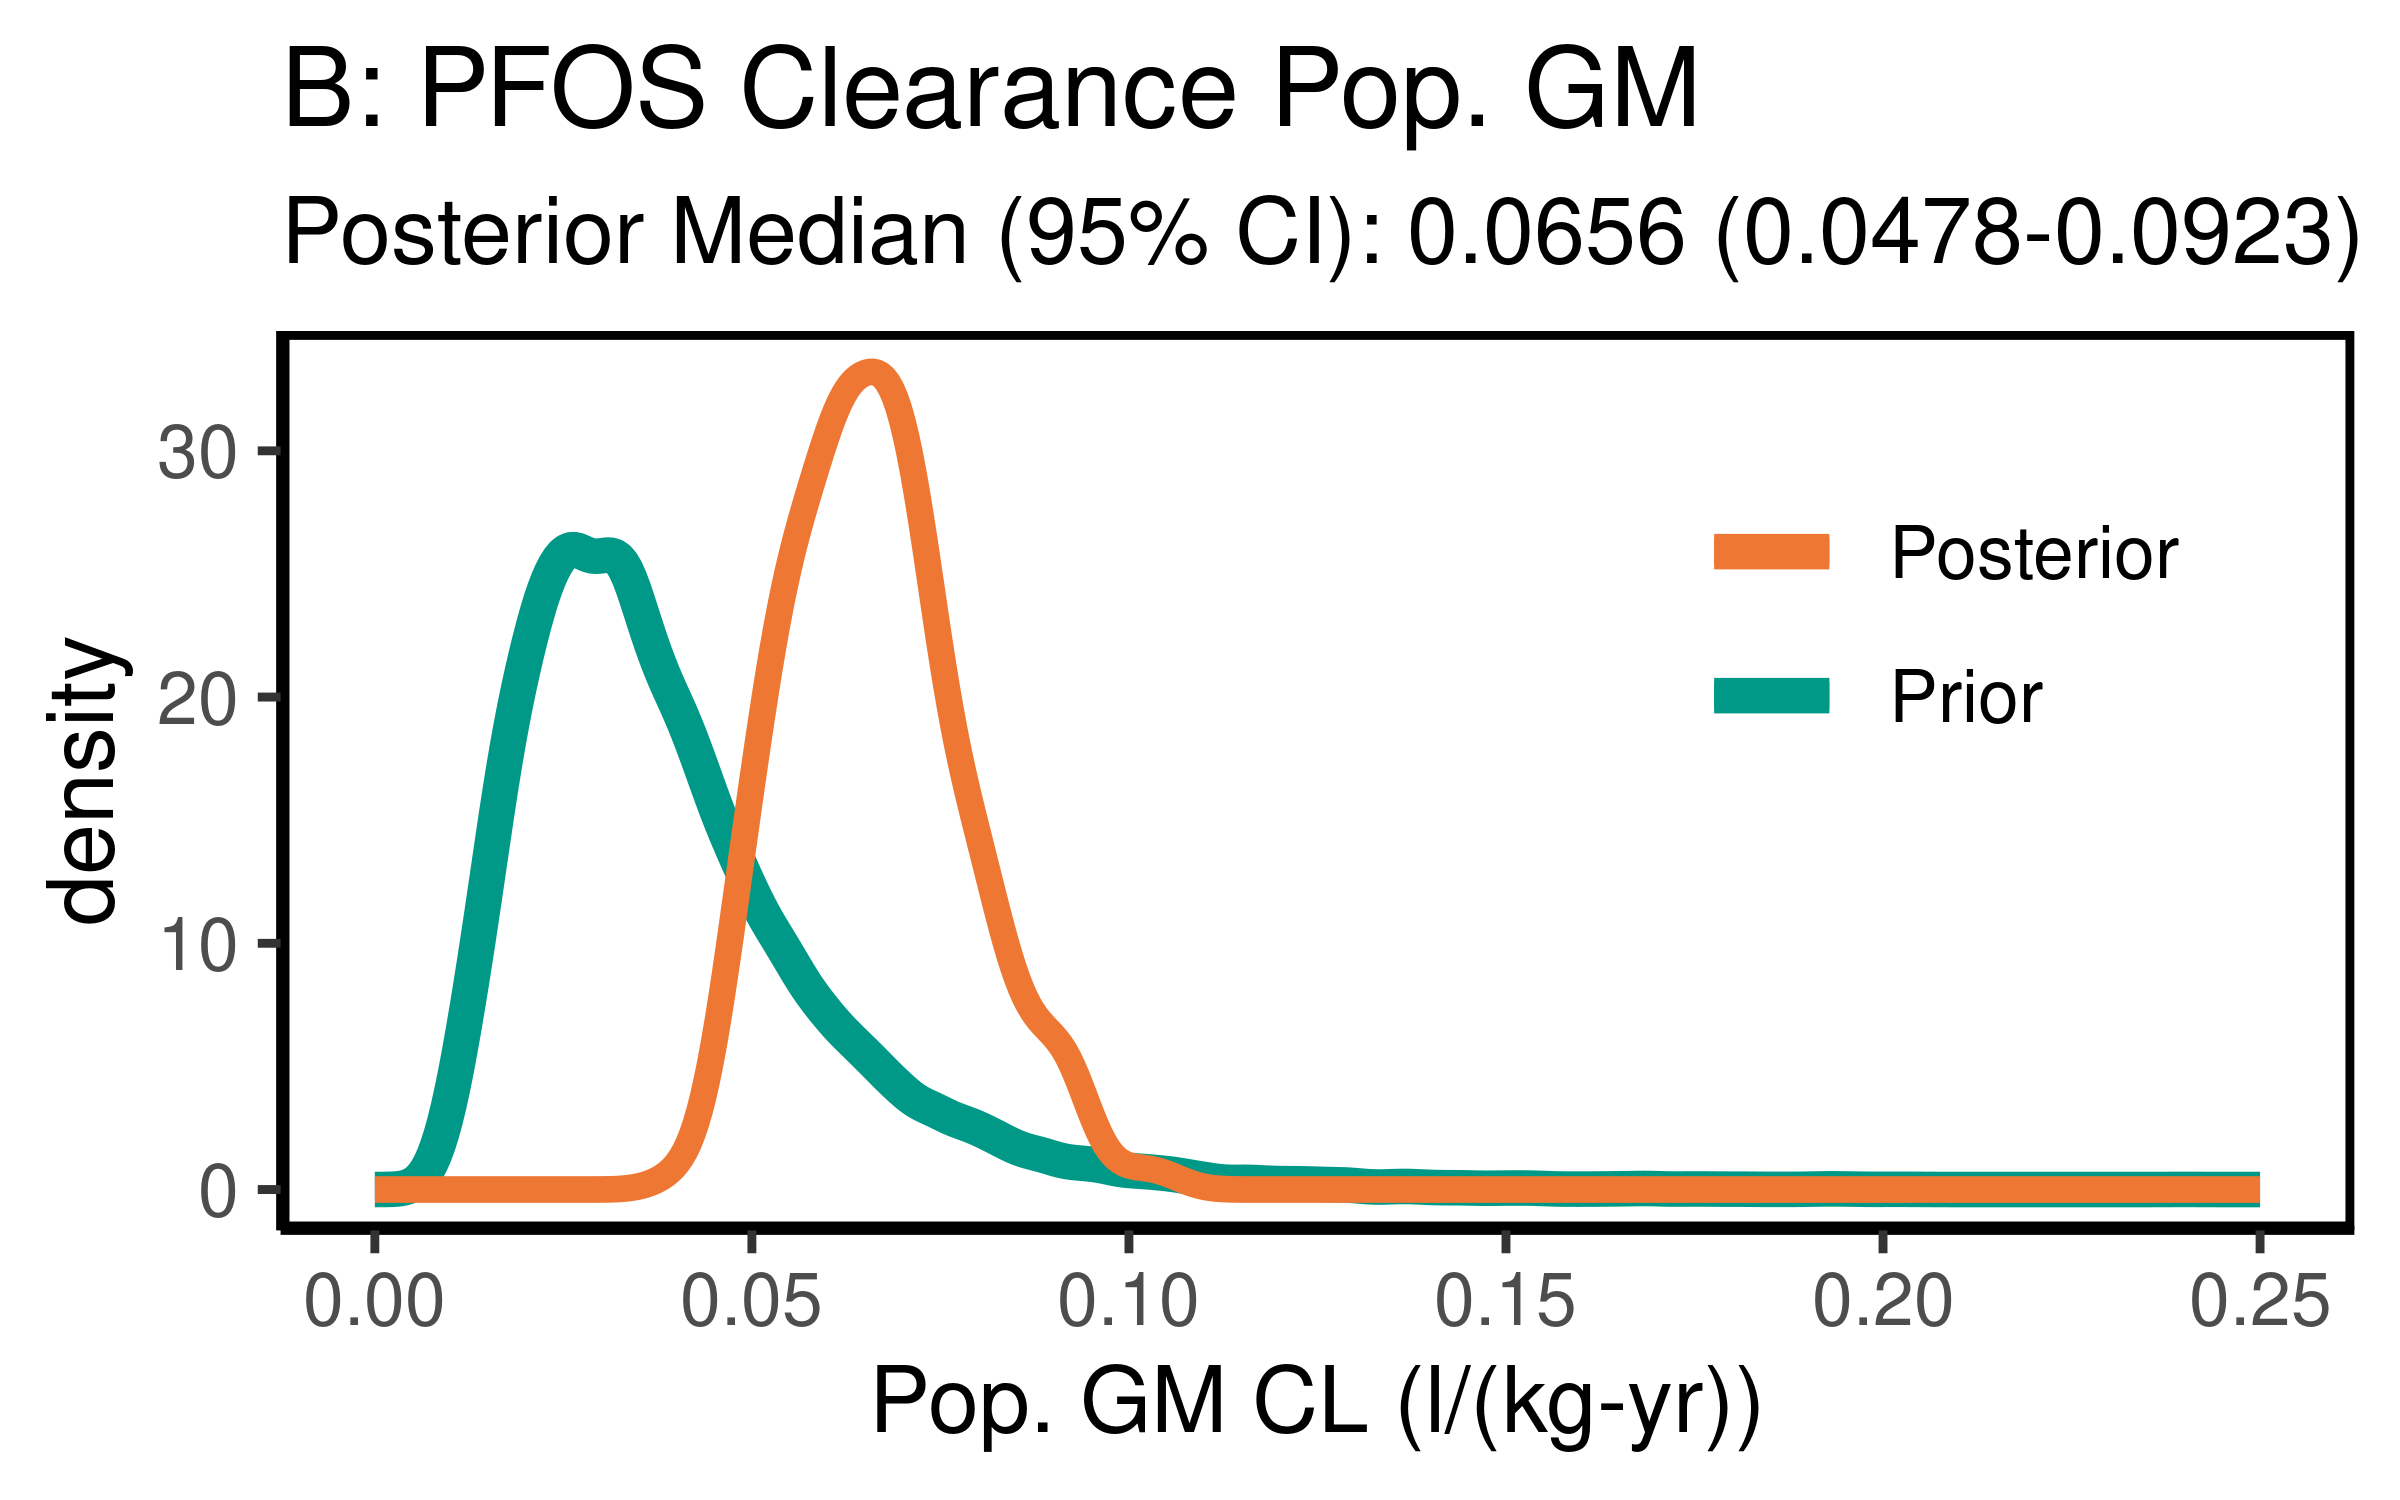 B: PFOS Clearance Pop. GM
Posterior Median (95% CI): 0.0656 (0.0478-0.0923)
density
30
20
10
0
Posterior
Prior
0.00 0.05 0.10 0.15 0.20 0.25
Pop. GM CL (l/(kg-yr))